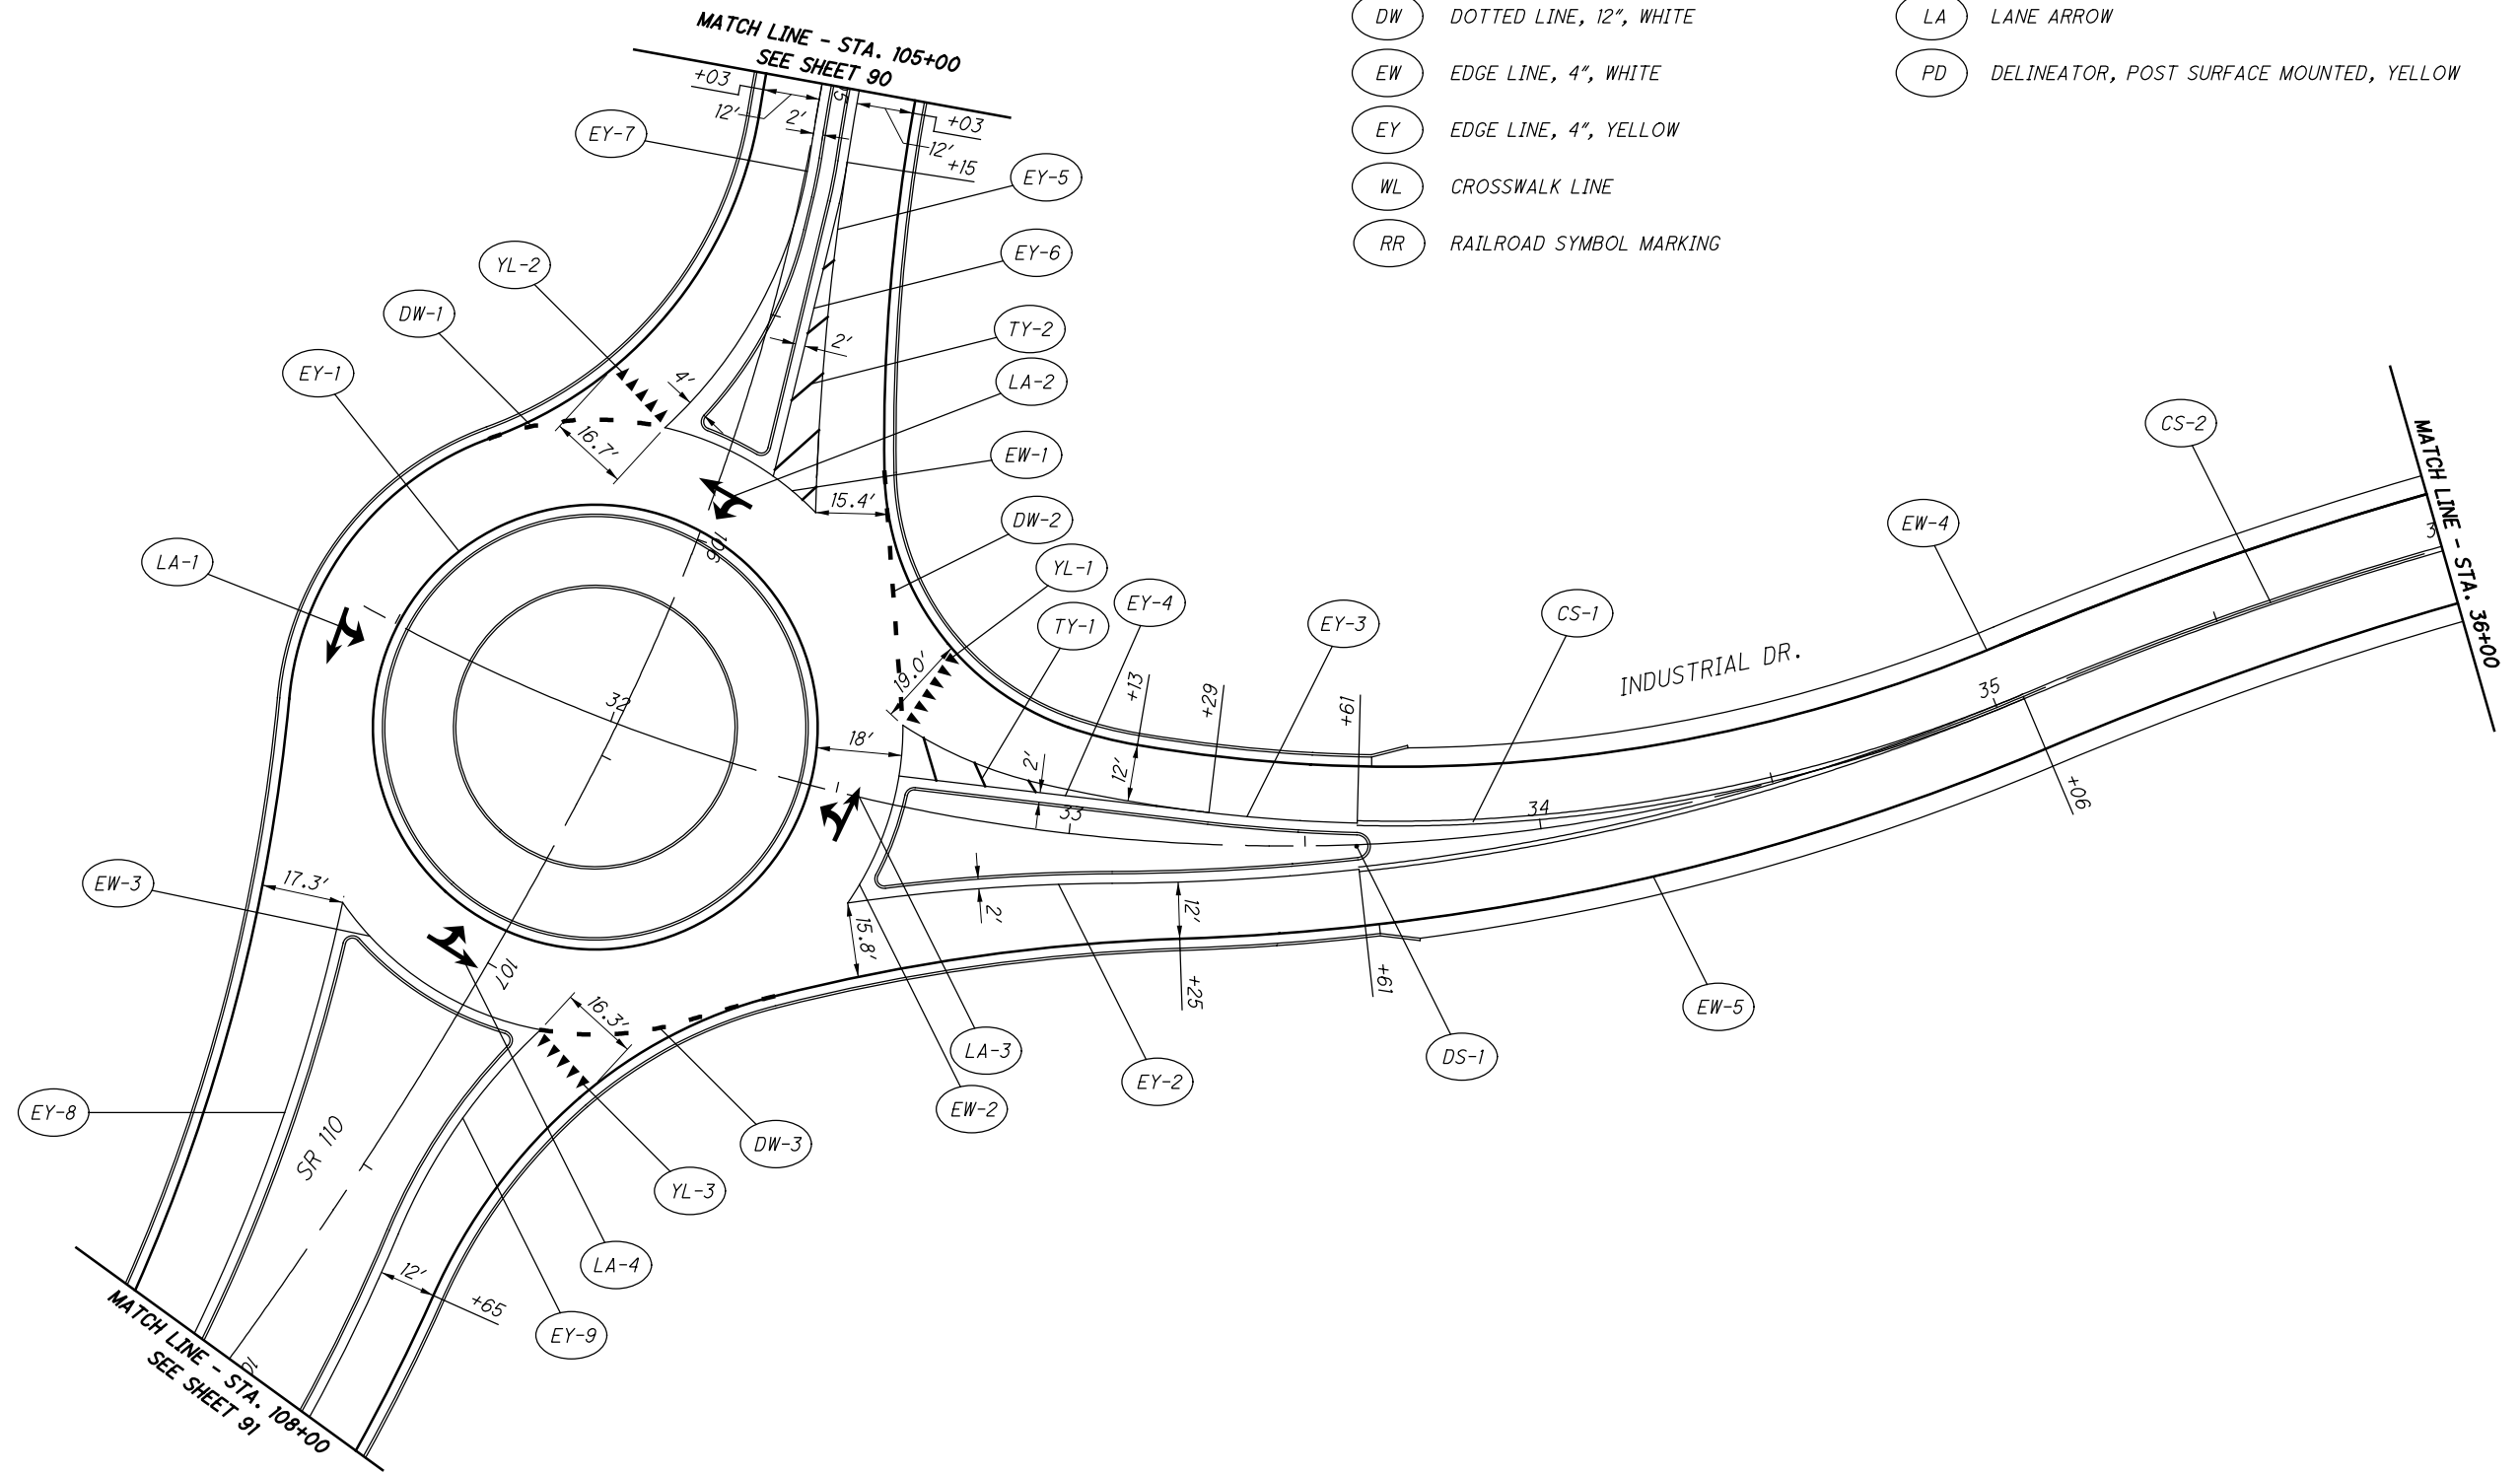 MATCH LINE - STA. 105+00
SEE SHEET 90
DW DOTTED LINE, 12", WHITE
EW EDGE LINE, 4", WHITE
EY EDGE LINE, 4", YELLOW
WL CROSSWALK LINE
RR RAILROAD SYMBOL MARKING
LA LANE ARROW
PD DELINEATOR, POST SURFACE MOUNTED, YELLOW
+03
12'
2'
+03
12'
+15
EY-7
EY-5
EY-6
YL-2
DW-1
TY-2
2'
EY-1
4'
LA-2
16.7'
EW-1
15.4'
DW-2
LA-1
106
YL-1
EY-4
TY-1
EY-3
CS-1
EW-4
CS-2
MATCH LINE - STA. 36+00
3
INDUSTRIAL DR.
19.0'
+13
+29
+61
35
32
18'
2'
12'
33
34
+06
EW-3
17.3'
15.8'
2'
12'
+25
+61
EW-5
107
16.3'
LA-3
DS-1
EY-2
EW-2
EY-8
SR 110
DW-3
YL-3
LA-4
12'
+65
EY-9
10
MATCH LINE - STA. 108+00
SEE SHEET 91